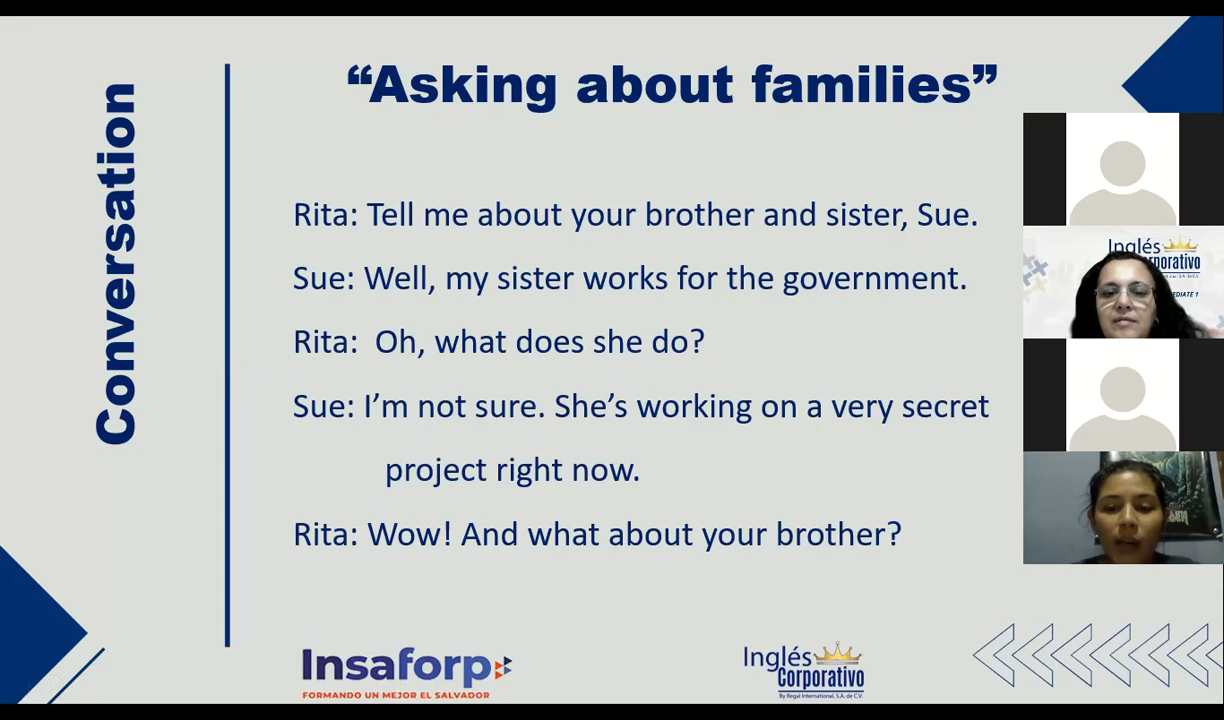 “Asking about families”
Conversation
Rita: Tell me about your brother and sister, Sue.
Sue: Well, my sister works for the government.
Rita: Oh, what does she do?
Sue: I’m not sure. She’s working on a very secret
project right now.
Rita: Wow! And what about your brother?
Inglés
Insaforp
FORMANDO UN MEJOR EL SALVADOR
Inglés
Corporativo
By Regal International, S.A. de C.V.